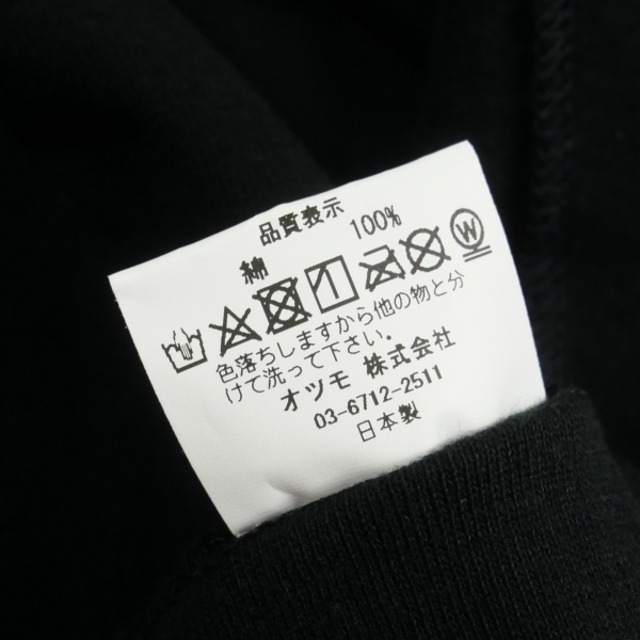 品質表示
綿 100%
W
色落ちしますから他の物と分
けて洗って下さい.
オツモ 株式会社
03-6712-2511
日本製